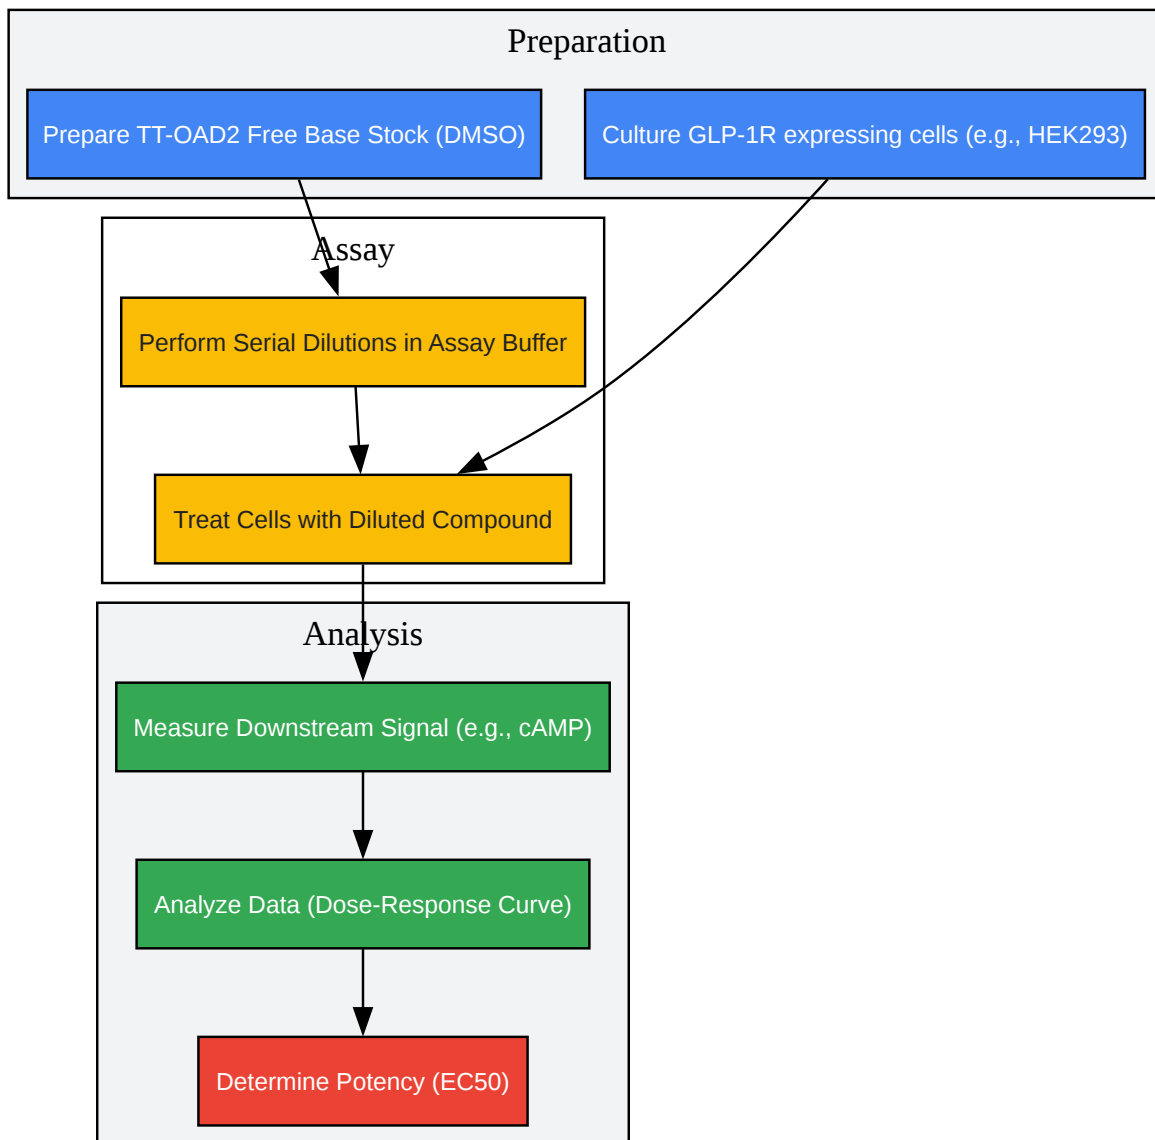 Preparation
Prepare TT-OAD2 Free Base Stock (DMSO)
Culture GLP-1R expressing cells (e.g., HEK293)
Assay
Perform Serial Dilutions in Assay Buffer
Treat Cells with Diluted Compound
Analysis
Measure Downstream Signal (e.g., cAMP)
Analyze Data (Dose-Response Curve)
Determine Potency (EC50)